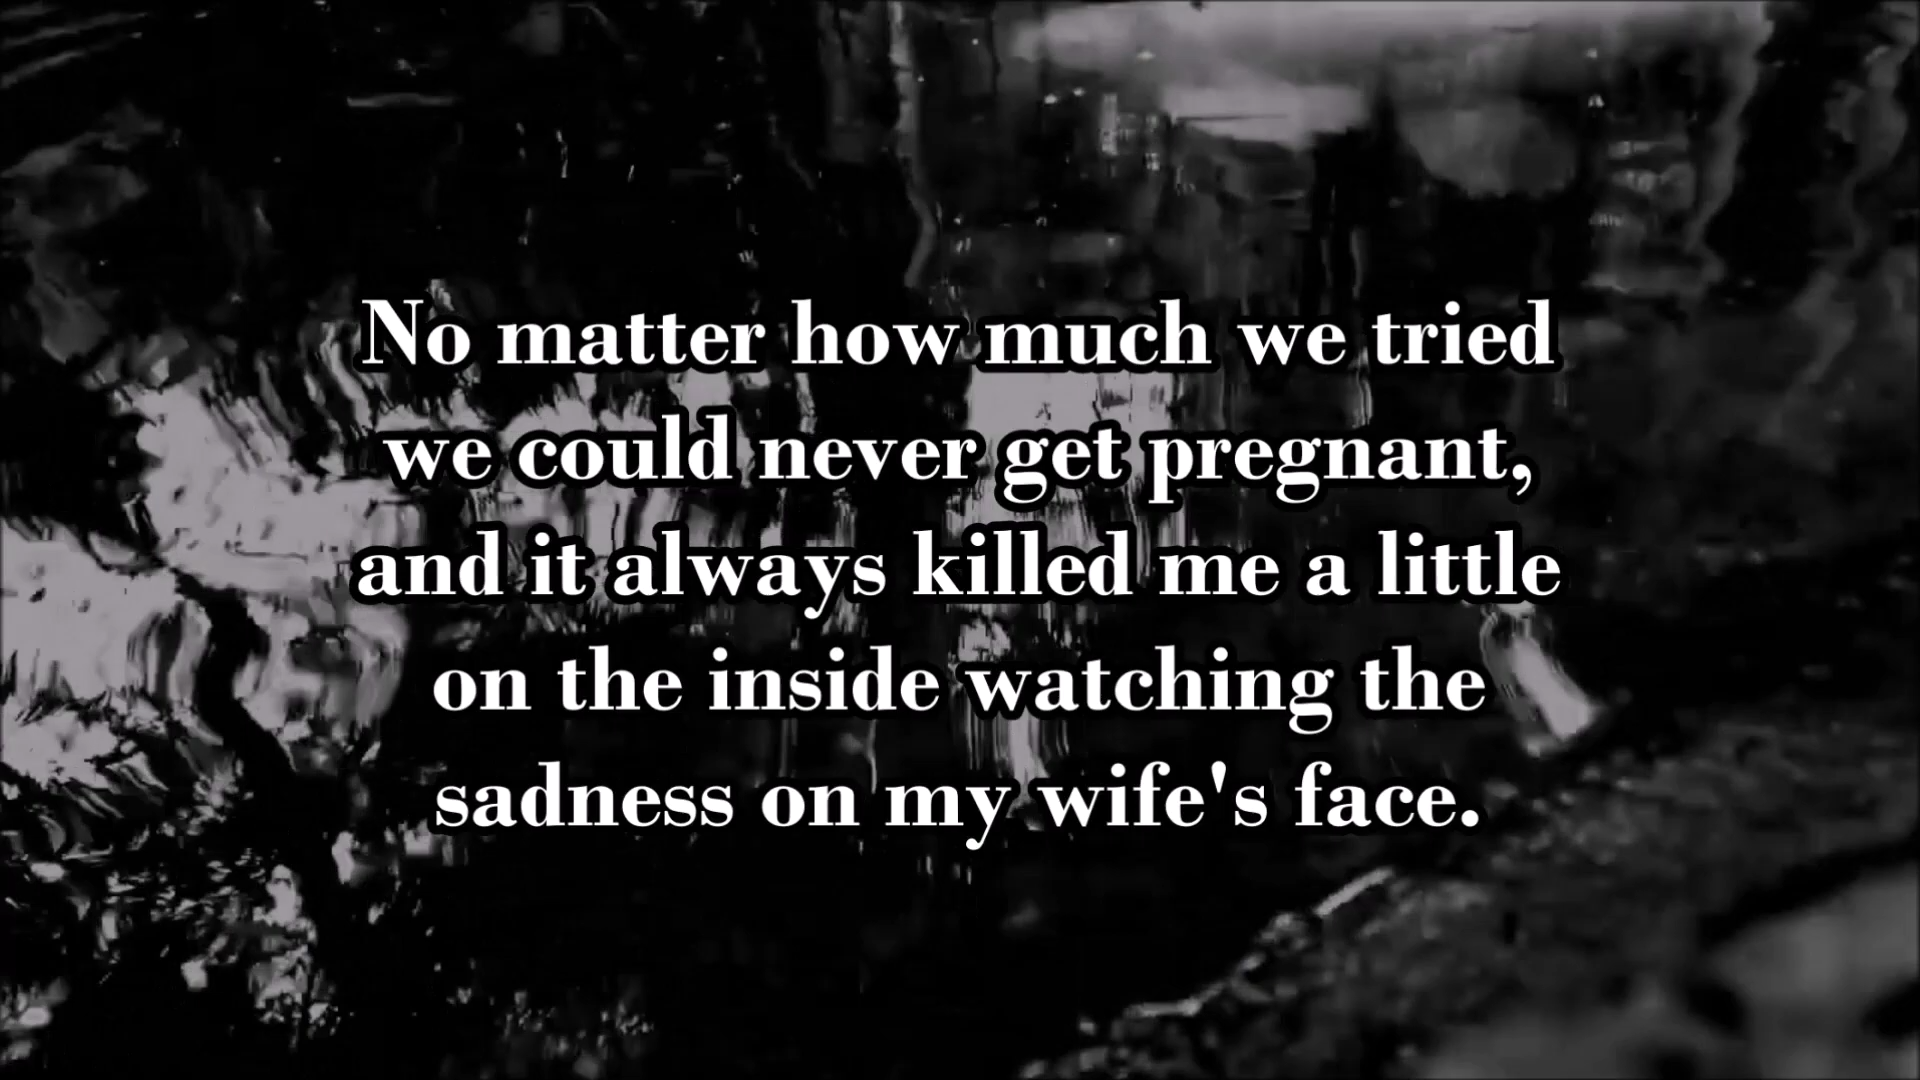 No matter how much we tried
we could never get pregnant,
and it always killed me a little
on the inside watching the
sadness on my wife's face.